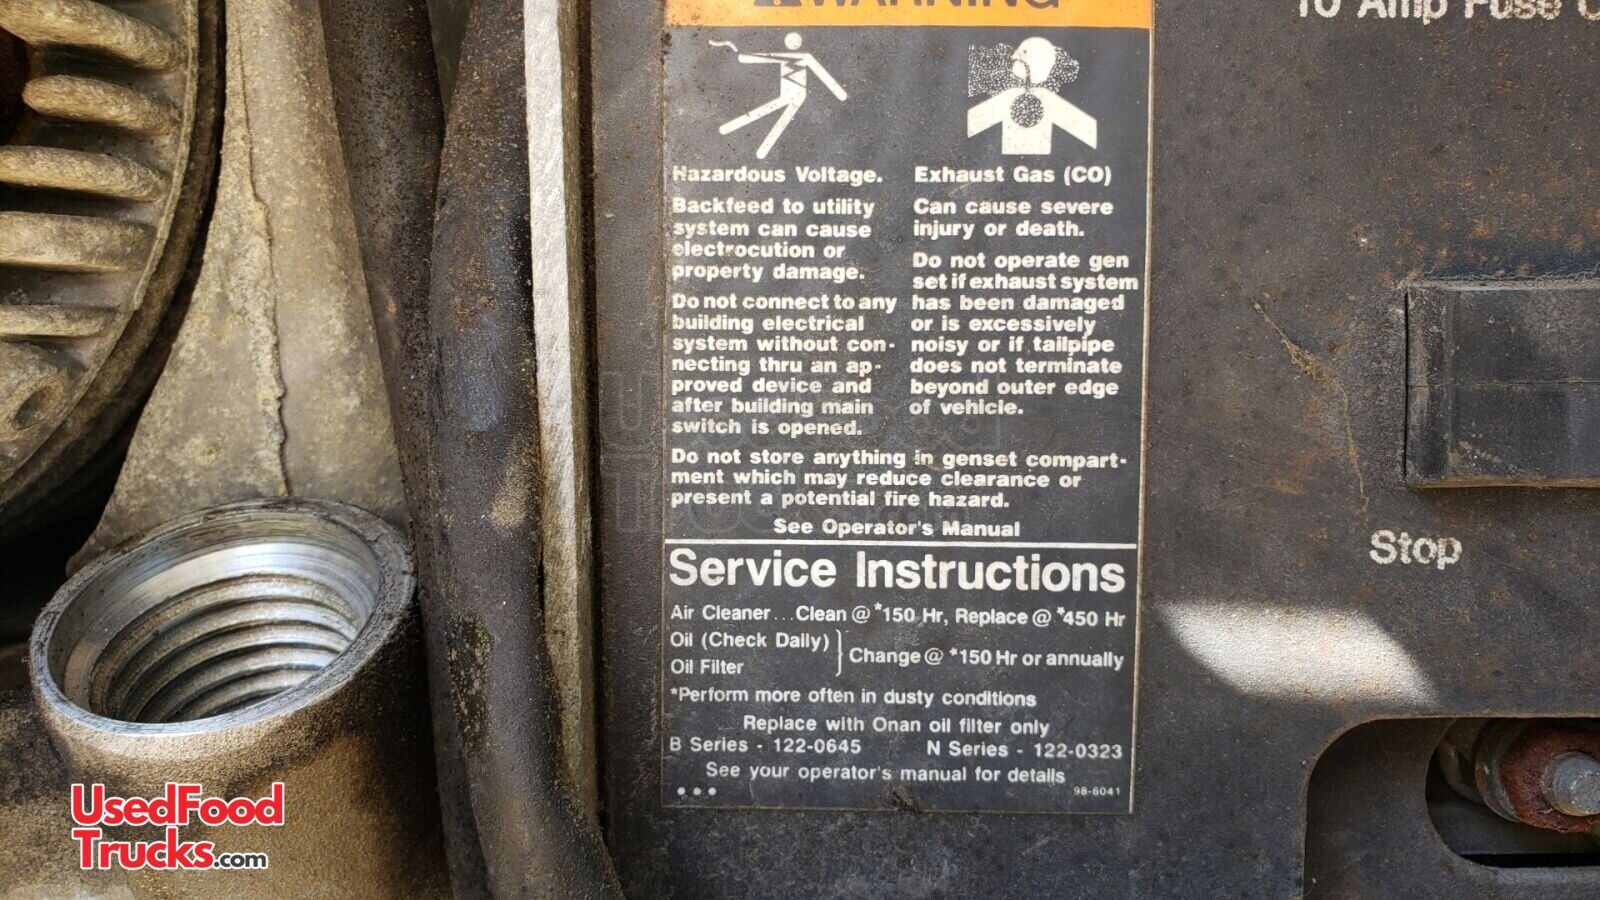 WARNING
10 Amp Fuse
Hazardous Voltage.
Backfeed to utility
system can cause
electrocution or
property damage.
Do not connect to any
building electrical
system without con-
necting thru an ap-
proved device and
after building main
switch is opened.
Exhaust Gas (CO)
Can cause severe
injury or death.
Do not operate gen
set if exhaust system
has been damaged
or is excessively
noisy or if tailpipe
does not terminate
beyond outer edge
of vehicle.
Do not store anything in genset compart-
ment which may reduce clearance or
present a potential fire hazard.
See Operator's Manual
Stop
Service Instructions
Air Cleaner...Clean @ *150 Hr, Replace @ *450 Hr
Oil (Check Daily)
Oil Filter
Change @ *150 Hr or annually
*Perform more often in dusty conditions
Replace with Onan oil filter only
B Series - 122-0645 N Series - 122-0323
See your operator's manual for details
98-6041
UsedFood
Trucks.com